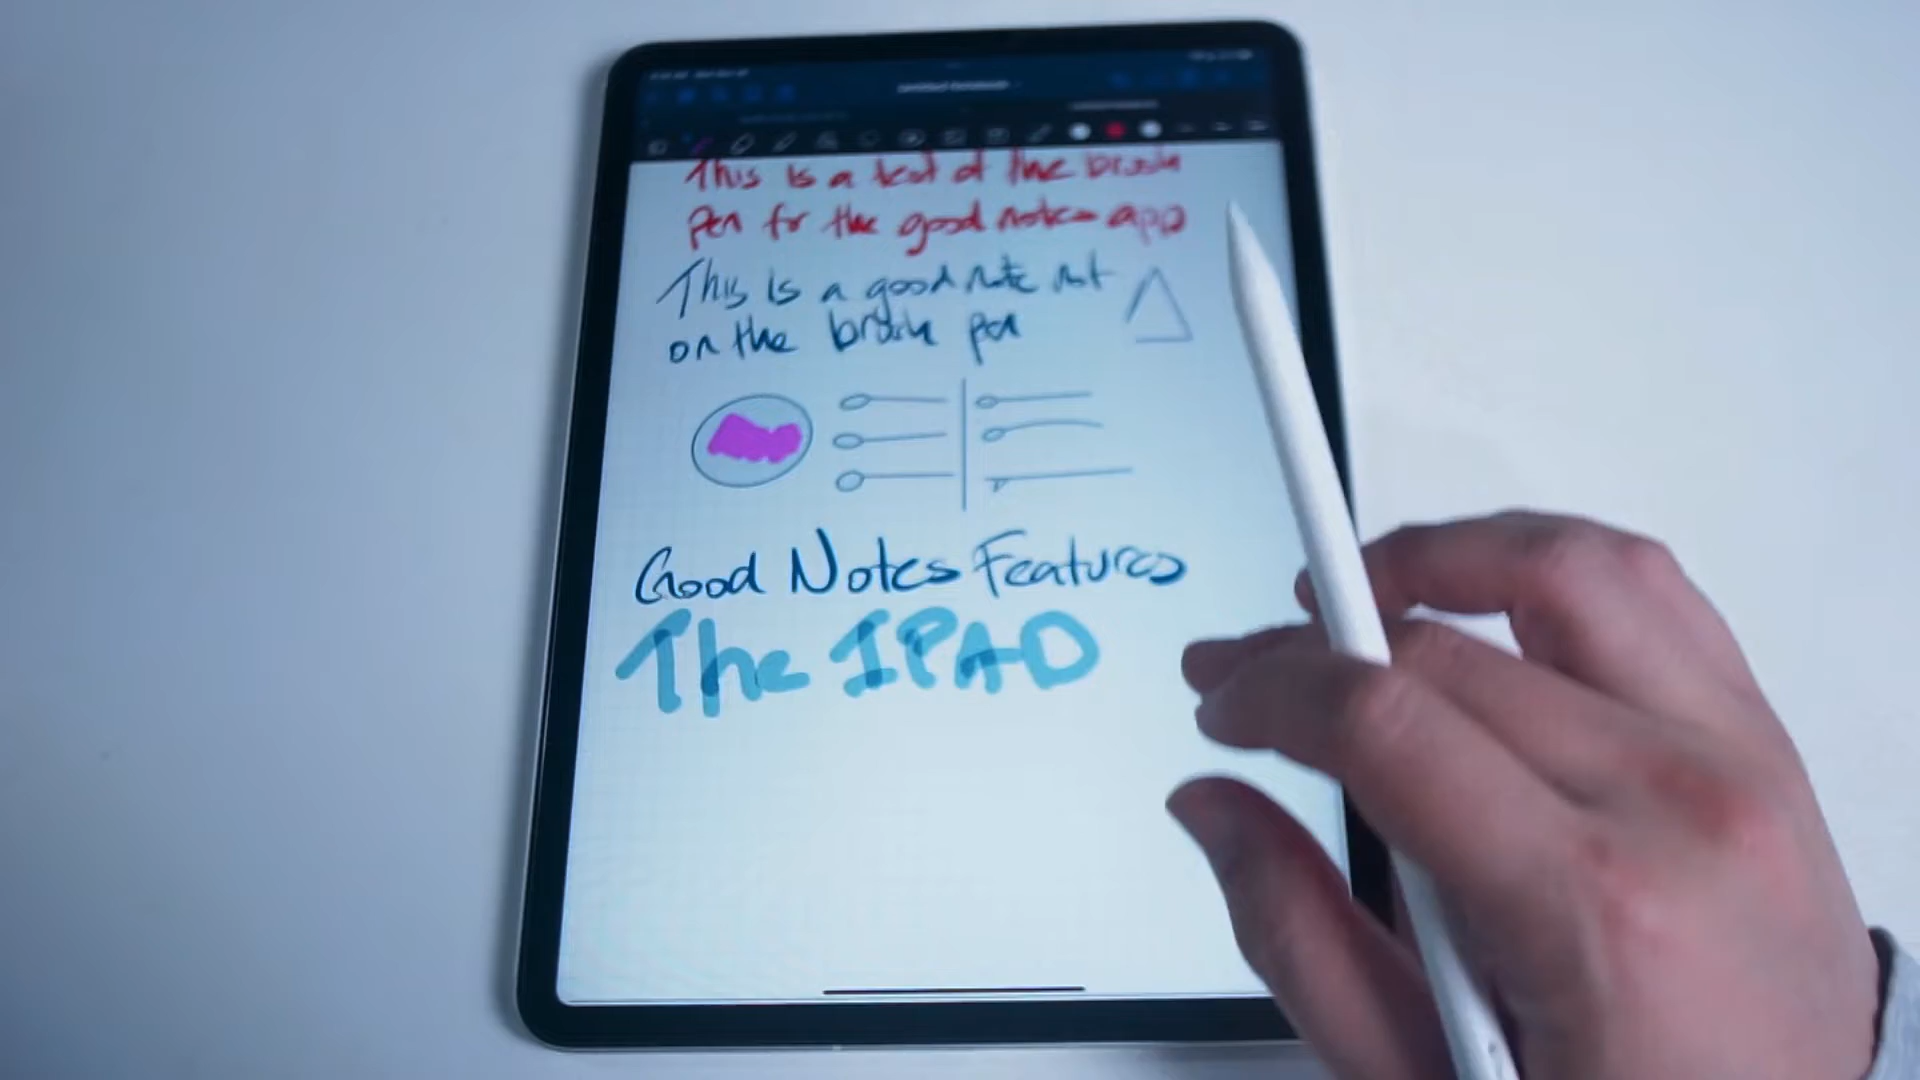 This is a test of the brush
pen for the good notes app
This is a good note not
on the brush pen
Good Notes Features
The IPAD